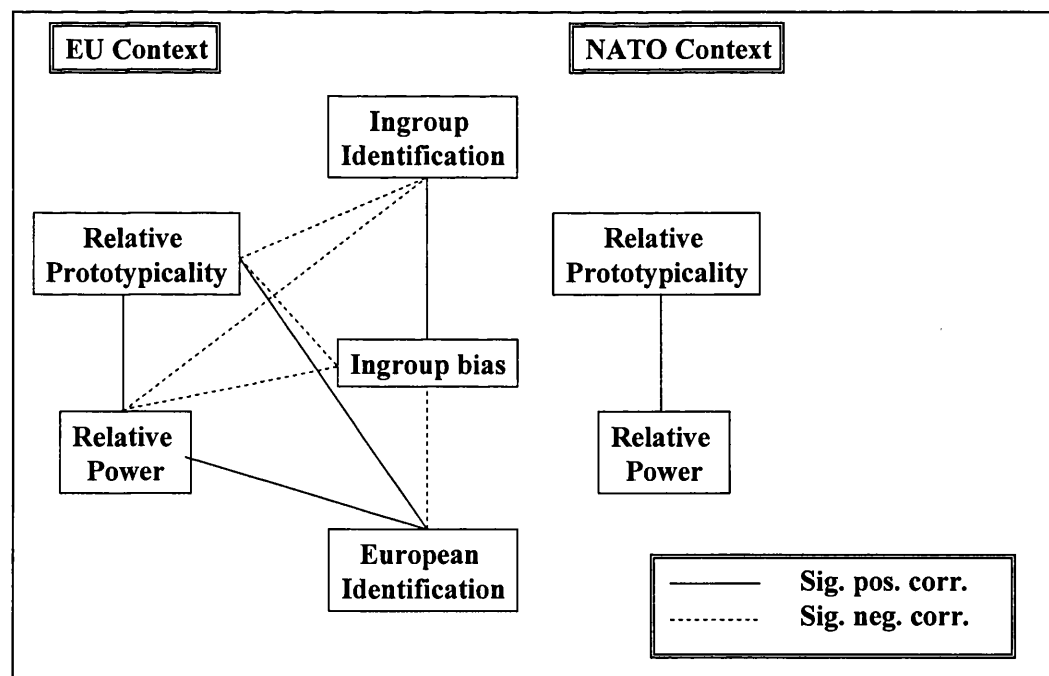 EU Context
NATO Context
Ingroup
Identification
Relative
Prototypicality
Relative
Prototypicality
Ingroup bias
Relative
Power
Relative
Power
European
Identification
Sig. pos. corr.
Sig. neg. corr.